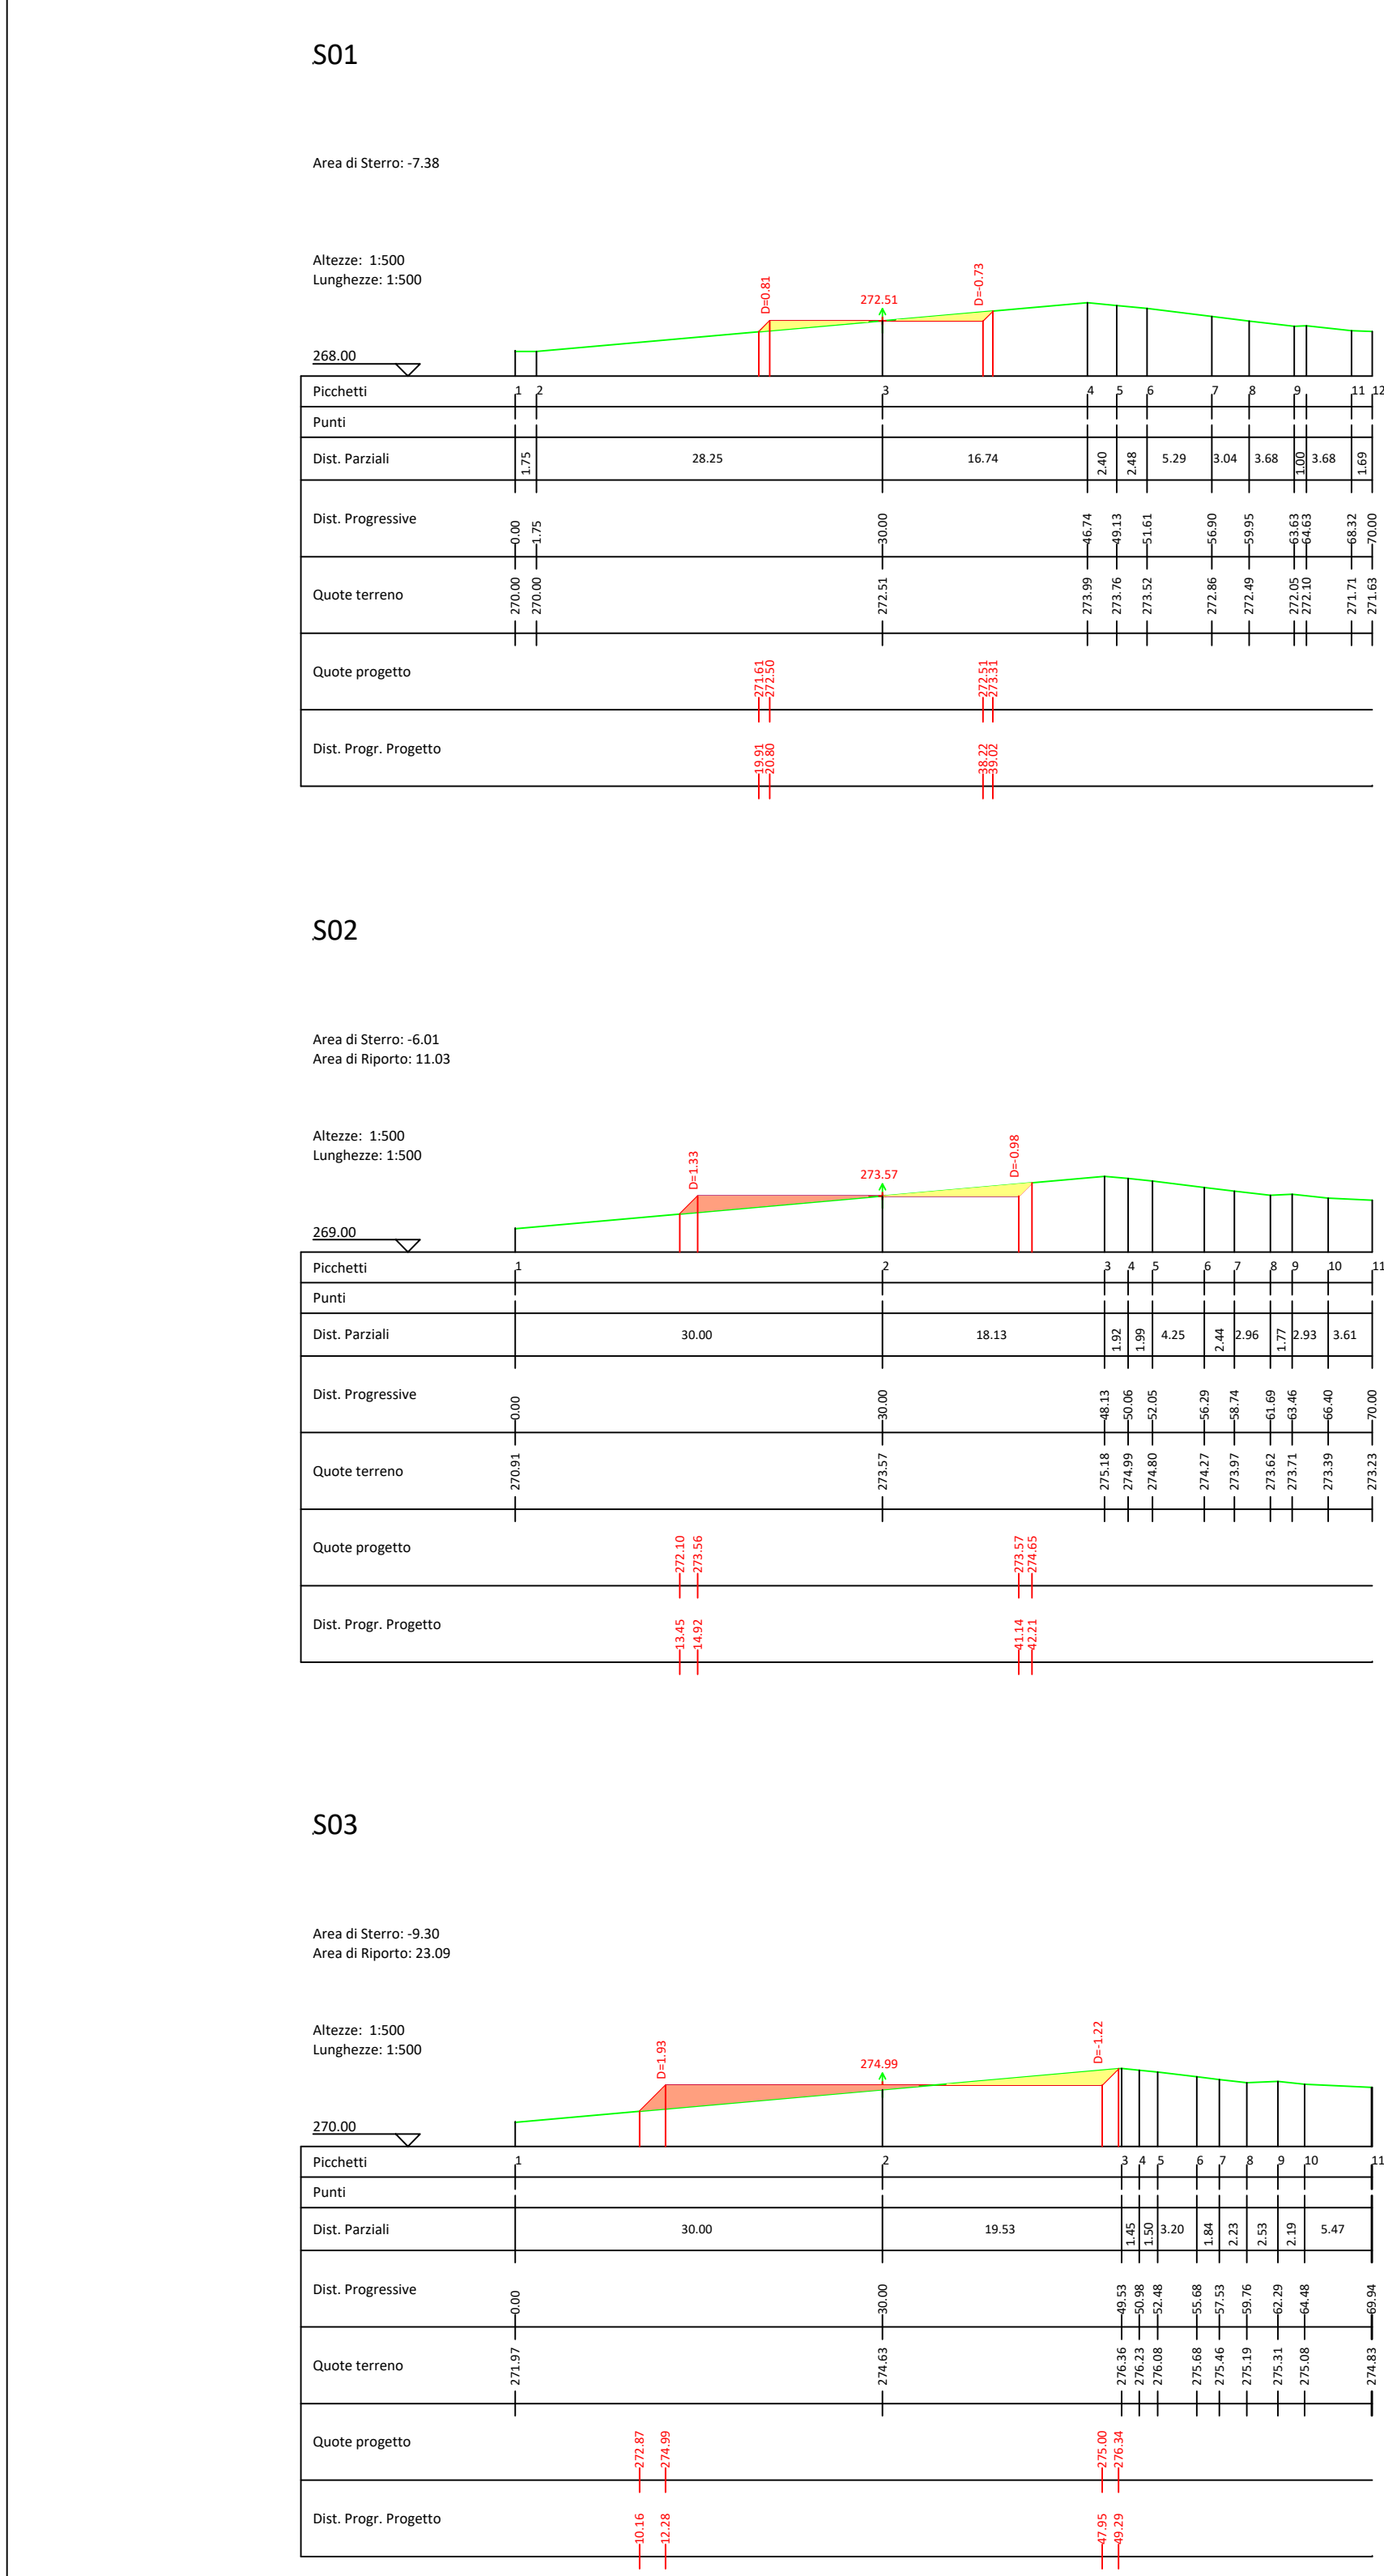 S01
Area di Sterro: -7.38
Altezze: 1:500
Lunghezze: 1:500
D=0.81
272.51
D=-0.73
268.00
Picchetti 1 2 3 4 5 6 7 8 9 11 12
Punti
Dist. Parziali 1.75 28.25 16.74 2.40 2.48 5.29 3.04 3.68 1.00 3.68 1.69
Dist. Progressive 0.00 1.75 30.00 46.74 49.13 51.61 56.90 59.95 63.63 64.63 68.32 70.00
Quote terreno 270.00 270.00 272.51 273.99 273.76 273.52 272.86 272.49 272.05 272.10 271.71 271.63
Quote progetto 271.61 272.50 272.51 273.31
Dist. Progr. Progetto 19.91 20.80 38.22 39.02
S02
Area di Sterro: -6.01
Area di Riporto: 11.03
Altezze: 1:500
Lunghezze: 1:500
D=1.33
273.57
D=-0.98
269.00
Picchetti 1 2 3 4 5 6 7 8 9 10 11
Punti
Dist. Parziali 30.00 18.13 1.92 1.99 4.25 2.44 2.96 1.77 2.93 3.61
Dist. Progressive 0.00 30.00 48.13 50.06 52.05 56.29 58.74 61.69 63.46 66.40 70.00
Quote terreno 270.91 273.57 275.18 274.99 274.80 274.27 273.97 273.62 273.71 273.39 273.23
Quote progetto 272.10 273.56 273.57 274.65
Dist. Progr. Progetto 13.45 14.92 41.14 42.21
S03
Area di Sterro: -9.30
Area di Riporto: 23.09
Altezze: 1:500
Lunghezze: 1:500
D=1.93
274.99
D=-1.22
270.00
Picchetti 1 2 3 4 5 6 7 8 9 10 11
Punti
Dist. Parziali 30.00 19.53 1.45 1.50 3.20 1.84 2.23 2.53 2.19 5.47
Dist. Progressive 0.00 30.00 49.53 50.98 52.48 55.68 57.53 59.76 62.29 64.48 69.94
Quote terreno 271.97 274.63 276.36 276.23 276.08 275.68 275.46 275.19 275.31 275.08 274.83
Quote progetto 272.87 274.99 275.00 276.34
Dist. Progr. Progetto 10.16 12.28 47.95 49.29